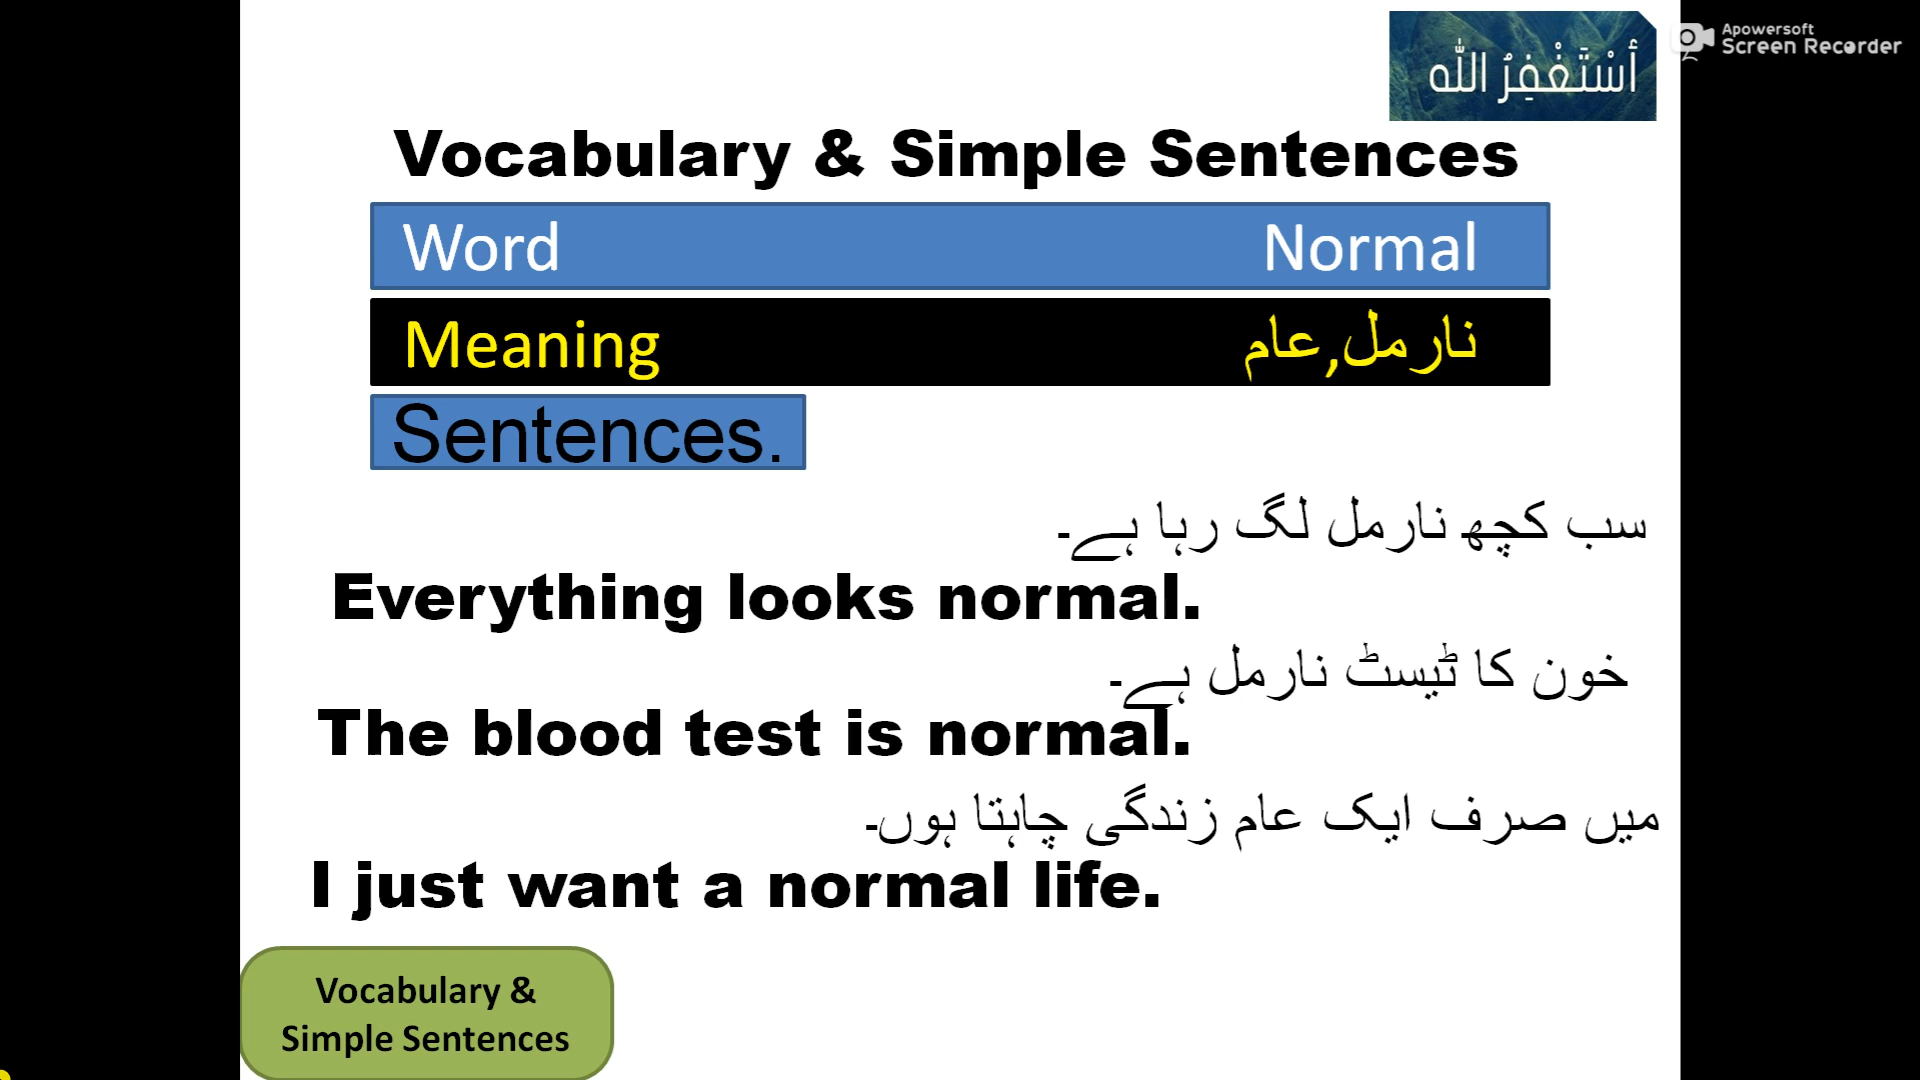 أسْتَغْفِرُ الله
Apowersoft
Screen Recorder
Vocabulary & Simple Sentences
Word Normal
Meaning نارمل,عام
Sentences.
سب کچھ نارمل لگ رہا ہے۔
Everything looks normal.
خون کا ٹیسٹ نارمل ہے۔
The blood test is normal.
میں صرف ایک عام زندگی چاہتا ہوں۔
I just want a normal life.
Vocabulary &
Simple Sentences